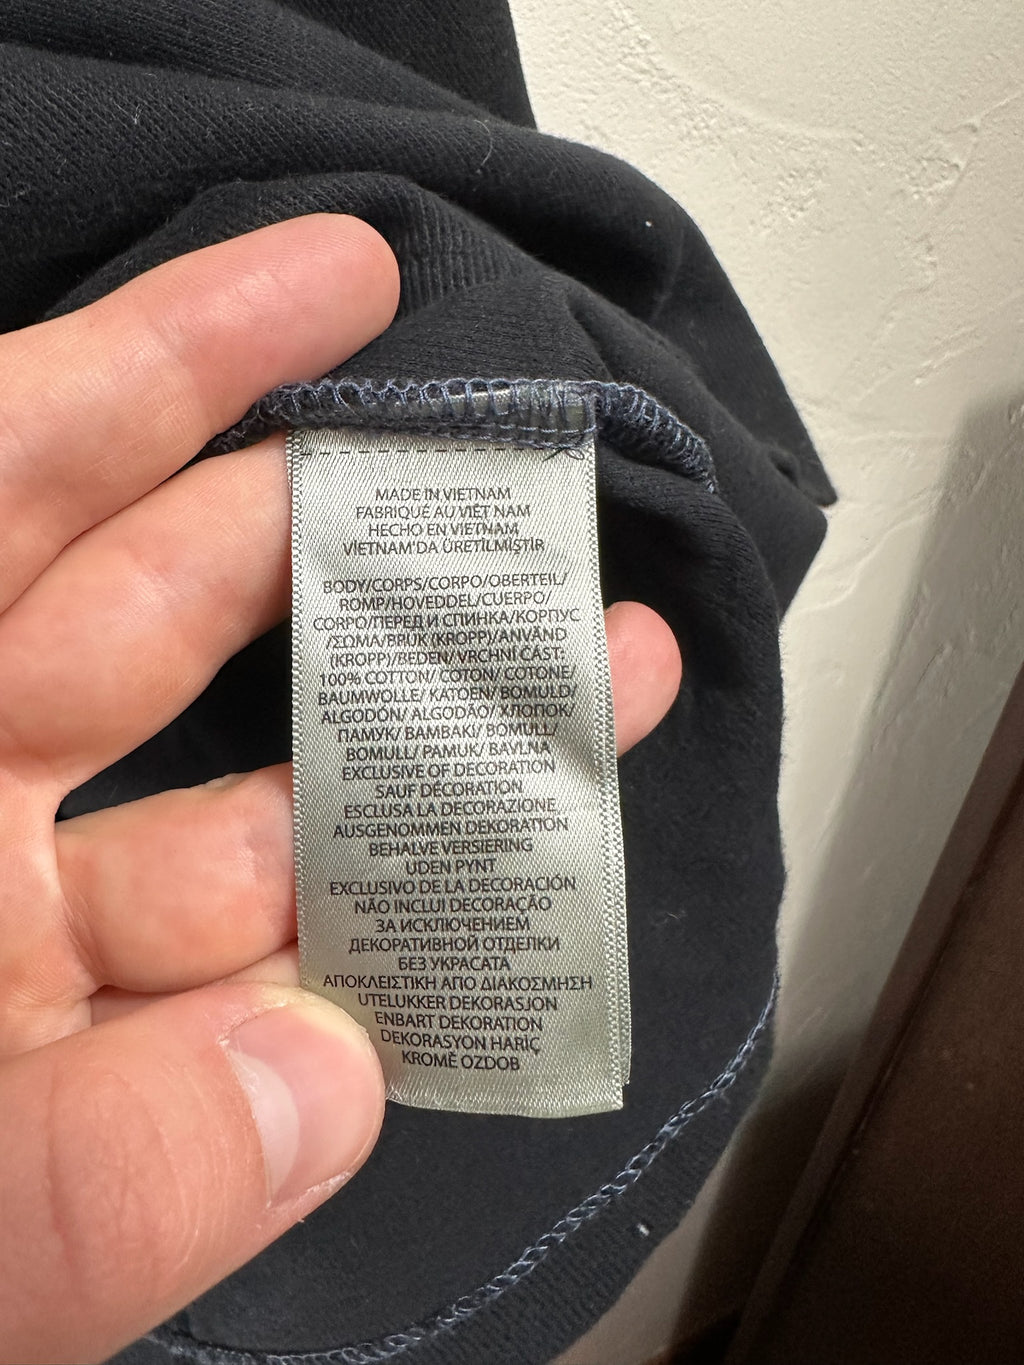 MADE IN VIETNAM
FABRIQUÉ AU VIÊT NAM
HECHO EN VIETNAM
VİETNAM'DA ÜRETİLMİŞTİR
BODY/CORPS/CORPO/OBERTEIL/
ROMP/HOVEDDEL/CUERPO/
CORPO/ПЕРЕД И СПИНКА/КОРПУС
/ΣΩΜΑ/BRUK (KROPP)/ANVÄND
(KROPP)/BEDEN/ VRCHNÍ ČÁST:
100% COTTON/ COTON/ COTONE/
BAUMWOLLE/ KATOEN/ BOMULD/
ALGODÓN/ ALGODÃO/ ХЛОПОК/
ПАМУК/ ΒΑΜΒΑΚΙ/ BOMULL/
BOMULL/ PAMUK/ BAVLNA
EXCLUSIVE OF DECORATION
SAUF DÉCORATION
ESCLUSA LA DECORAZIONE
AUSGENOMMEN DEKORATION
BEHALVE VERSIERING
UDEN PYNT
EXCLUSIVO DE LA DECORACIÓN
NÃO INCLUI DECORAÇÃO
ЗА ИСКЛЮЧЕНИЕМ
ДЕКОРАТИВНОЙ ОТДЕЛКИ
БЕЗ УКРАСАТА
ΑΠΟΚΛΕΙΣΤΙΚΗ ΑΠΟ ΔΙΑΚΟΣΜΗΣΗ
UTELUKKER DEKORASJON
ENBART DEKORATION
DEKORASYON HARİÇ
KROMĚ OZDOB